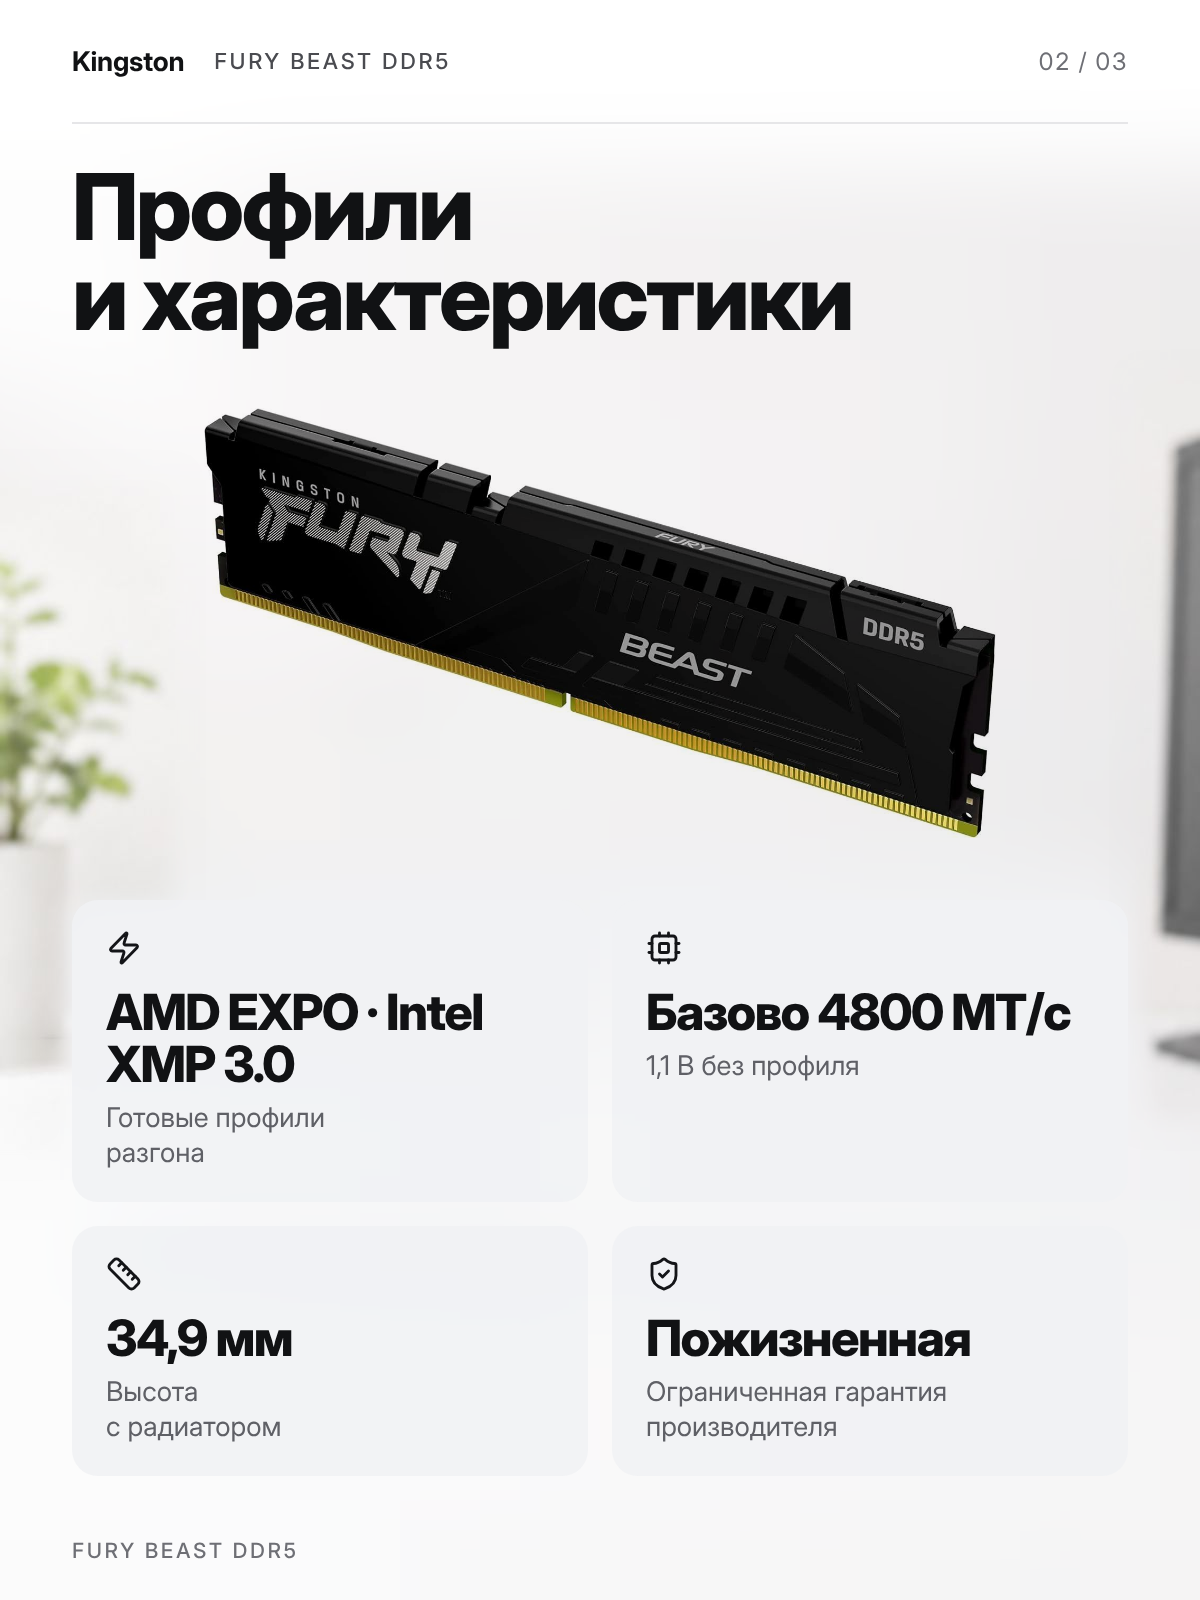 Kingston FURY BEAST DDR5 02 / 03
Профили
и характеристики
KINGSTON
FURY
FURY
BEAST
DDR5
AMD EXPO · Intel
XMP 3.0
Готовые профили
разгона
Базово 4800 МТ/с
1,1 В без профиля
34,9 мм
Высота
с радиатором
Пожизненная
Ограниченная гарантия
производителя
FURY BEAST DDR5